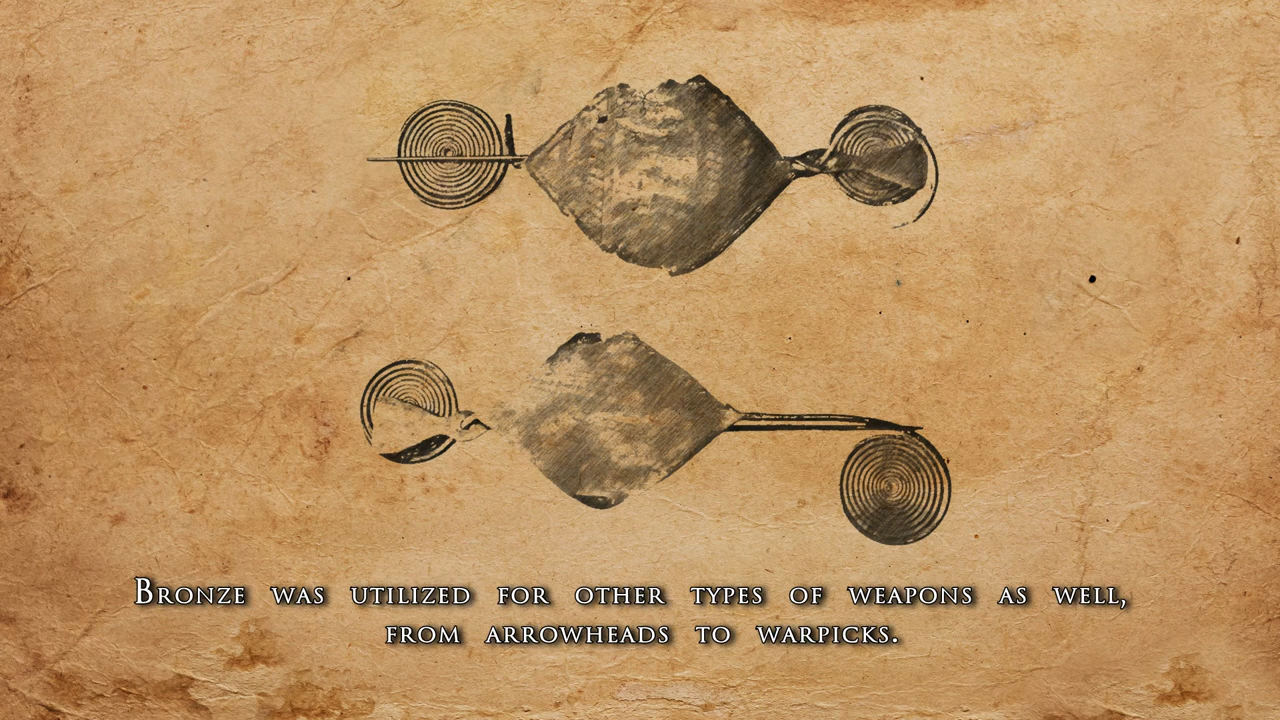 Bronze was utilized for other types of weapons as well,
from arrowheads to warpicks.